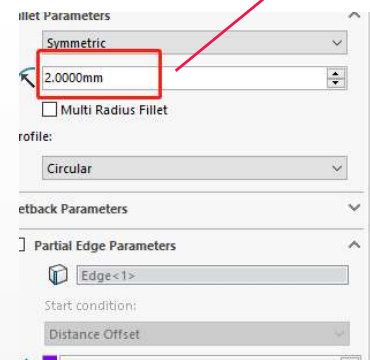 illet Parameters
Symmetric
2.0000mm
Multi Radius Fillet
rofile:
Circular
etback Parameters
Partial Edge Parameters
Edge<1>
Start condition:
Distance Offset